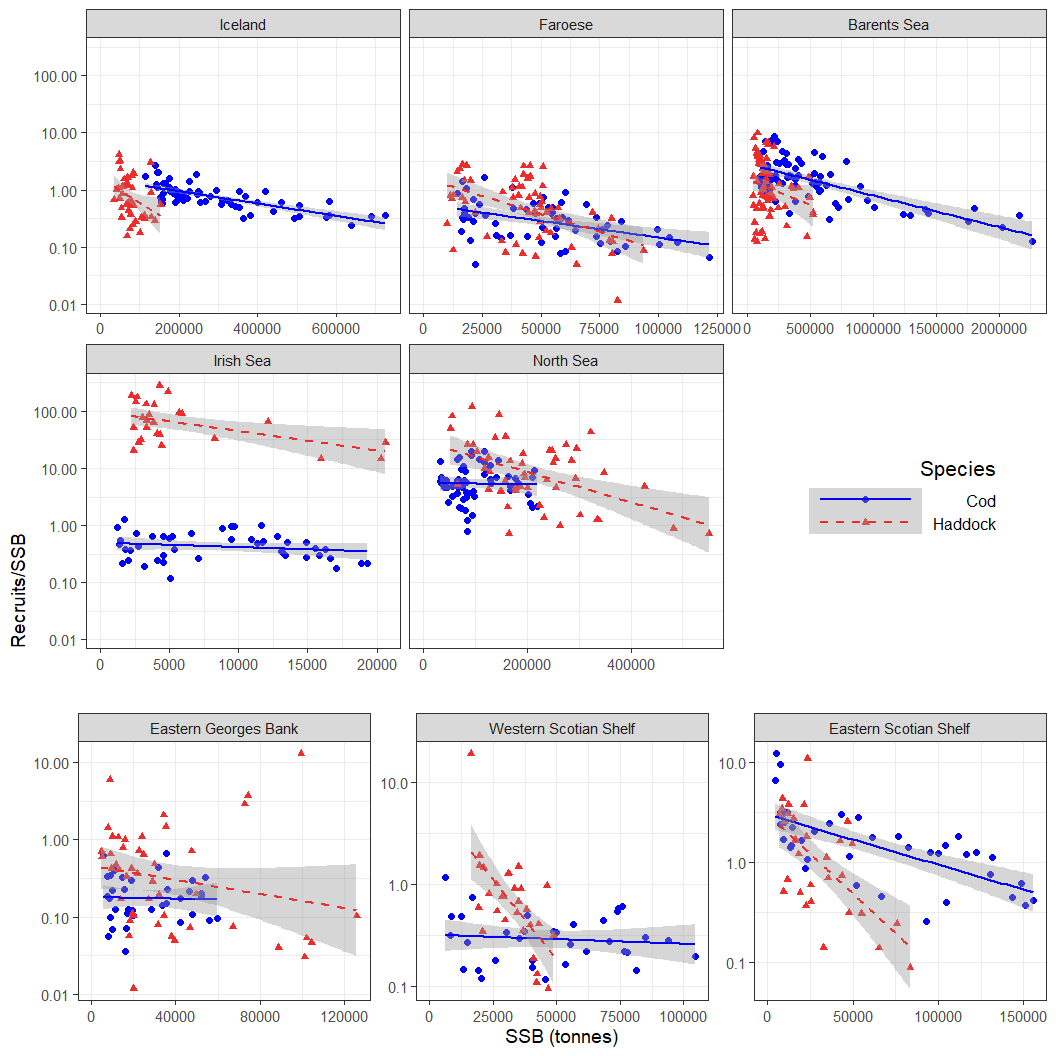 Iceland Faroese Barents Sea
100.00
10.00
1.00
0.10
0.01
0 200000 400000 600000 0 25000 50000 75000 100000 125000 0 500000 1000000 1500000 2000000
Irish Sea North Sea
100.00
10.00
1.00
0.10
0.01
0 5000 10000 15000 20000 0 200000 400000
Species
Cod
Haddock
Recruits/SSB
Eastern Georges Bank Western Scotian Shelf Eastern Scotian Shelf
10.00
1.00
0.10
0.01
10.0
1.0
0.1
10.0
1.0
0.1
0 40000 80000 120000 0 25000 50000 75000 100000 0 50000 100000 150000
SSB (tonnes)